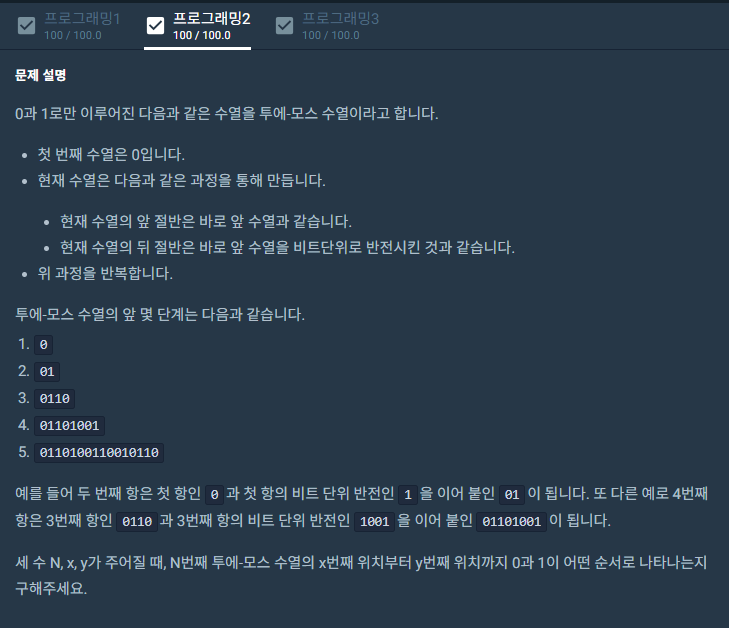 프로그래밍1
100 / 100.0
프로그래밍2
100 / 100.0
프로그래밍3
100 / 100.0
문제 설명
0과 1로만 이루어진 다음과 같은 수열을 투에-모스 수열이라고 합니다.
첫 번째 수열은 0입니다.
현재 수열은 다음과 같은 과정을 통해 만듭니다.
현재 수열의 앞 절반은 바로 앞 수열과 같습니다.
현재 수열의 뒤 절반은 바로 앞 수열을 비트단위로 반전시킨 것과 같습니다.
위 과정을 반복합니다.
투에-모스 수열의 앞 몇 단계는 다음과 같습니다.
1. 0
2. 01
3. 0110
4. 01101001
5. 0110100110010110
예를 들어 두 번째 항은 첫 항인 0 과 첫 항의 비트 단위 반전인 1 을 이어 붙인 01 이 됩니다. 또 다른 예로 4번째
항은 3번째 항인 0110 과 3번째 항의 비트 단위 반전인 1001 을 이어 붙인 01101001 이 됩니다.
세 수 N, x, y가 주어질 때, N번째 투에-모스 수열의 x번째 위치부터 y번째 위치까지 0과 1이 어떤 순서로 나타나는지
구해주세요.